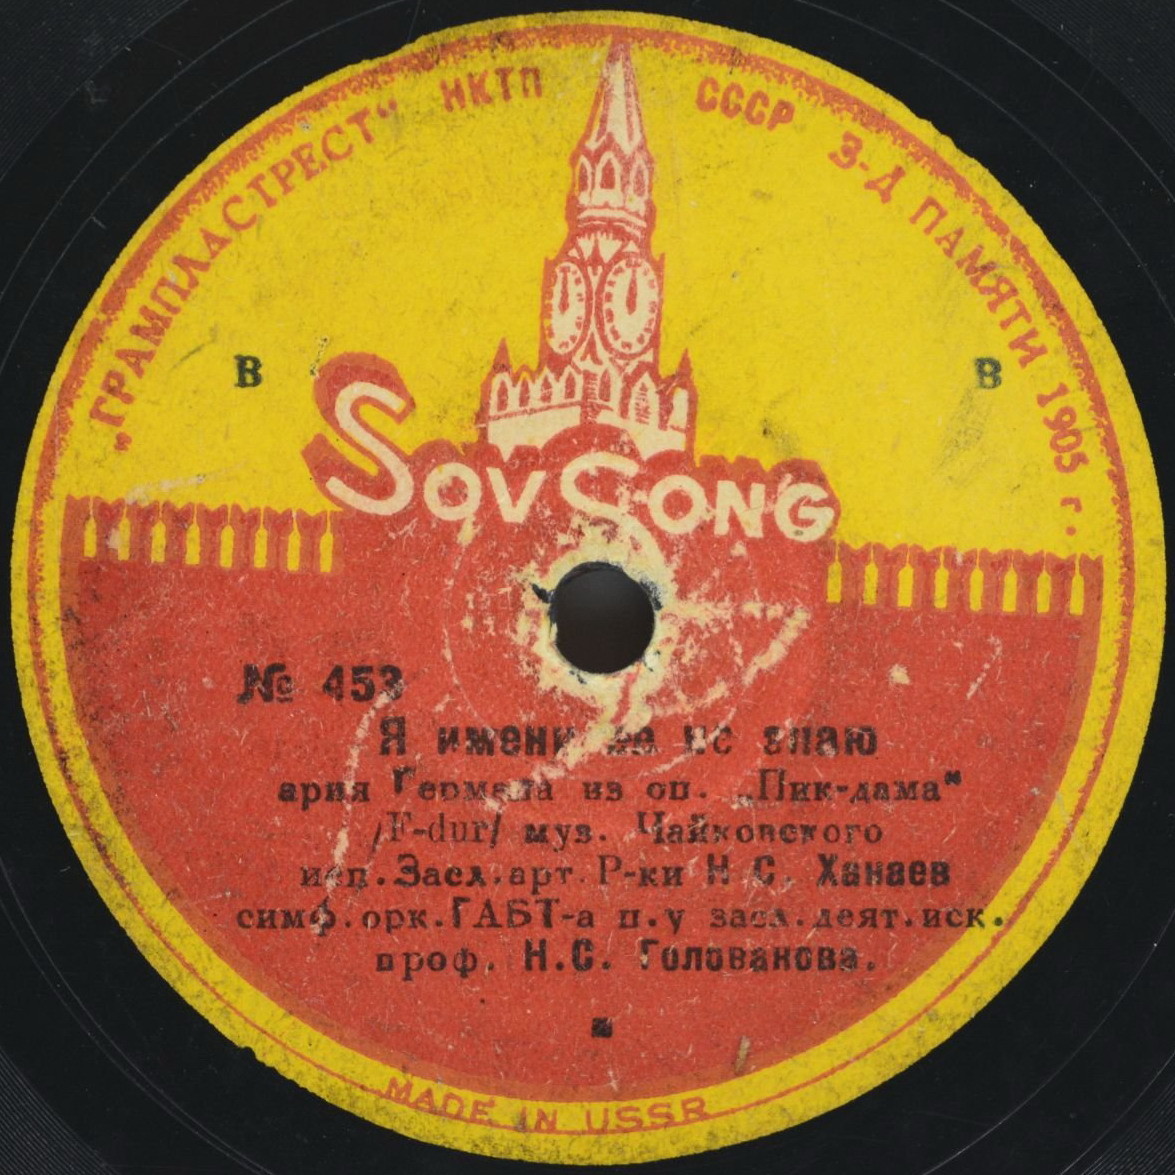 „ГРАМПЛАСТРЕСТ“ НКТП СССР З-Д ПАМЯТИ 1905 г.
В В
SOVSONG
№ 453
Я имени ее не знаю
ария Германа из оп. „Пик-дама“
/F-dur/ муз. Чайковского
исп. Засл. арт. Р-ки Н С. Ханаев
симф. орк. ГАБТ-а п. у засл. деят. иск.
проф. Н.С. Голованова.
MADE IN USSR